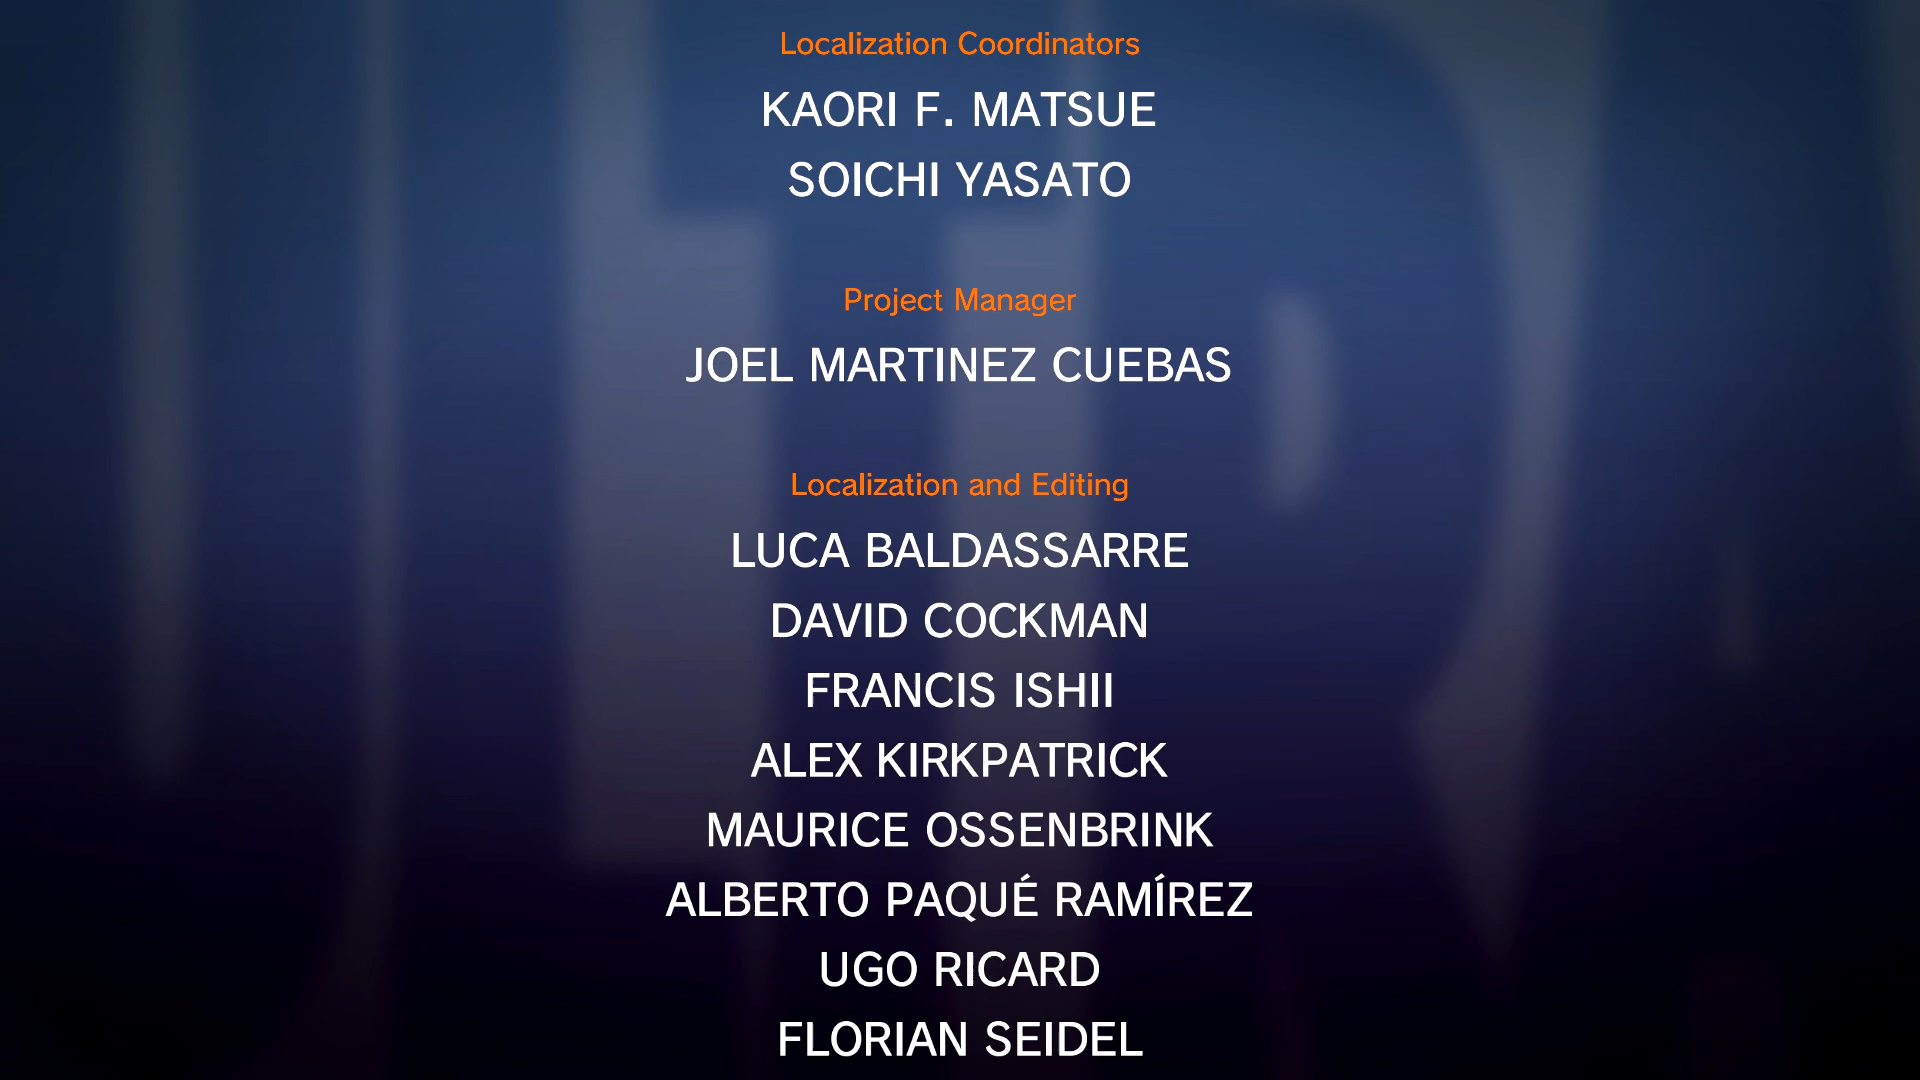 Localization Coordinators
KAORI F. MATSUE
SOICHI YASATO
Project Manager
JOEL MARTINEZ CUEBAS
Localization and Editing
LUCA BALDASSARRE
DAVID COCKMAN
FRANCIS ISHII
ALEX KIRKPATRICK
MAURICE OSSENBRINK
ALBERTO PAQUÉ RAMÍREZ
UGO RICARD
FLORIAN SEIDEL